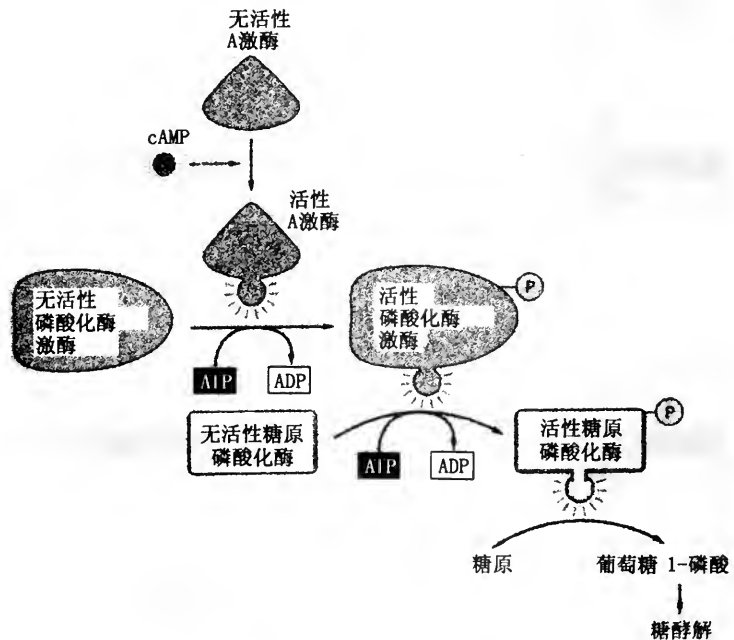 无活性
A激酶
cAMP
活性
A激酶
无活性
磷酸化酶
激酶
活性
磷酸化酶
激酶
P
ATP
ADP
无活性糖原
磷酸化酶
ATP
ADP
活性糖原
磷酸化酶
P
糖原
葡萄糖 1-磷酸
糖酵解